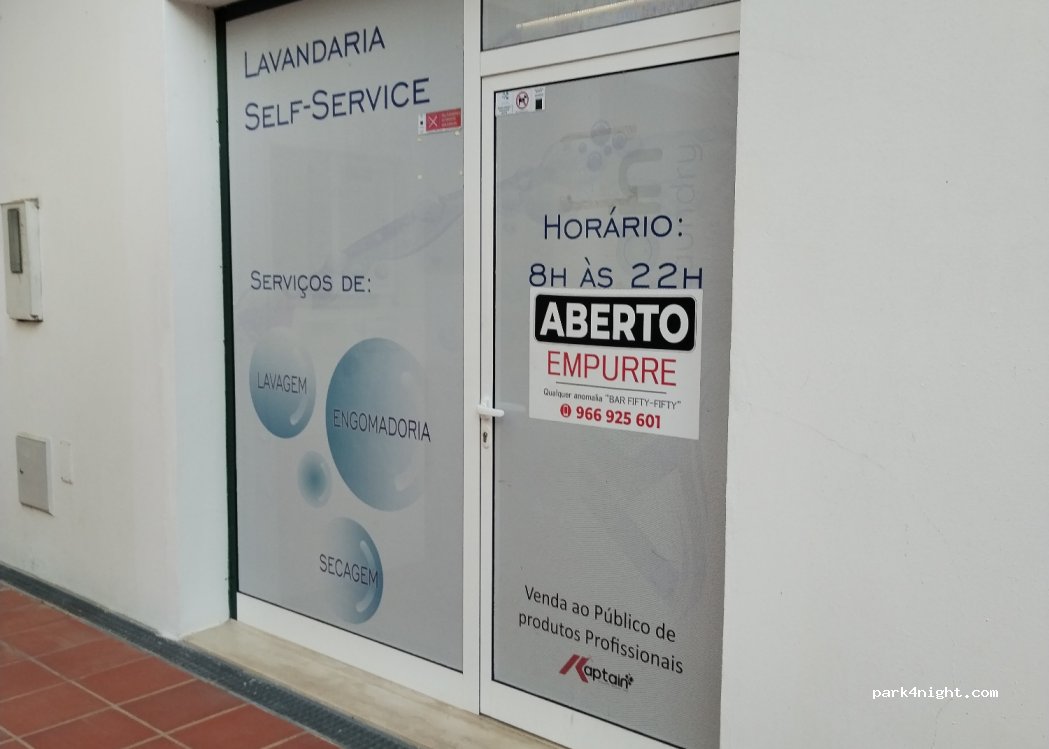 LAVANDARIA
SELF-SERVICE
SERVIÇOS DE:
LAVAGEM
ENGOMADORIA
SECAGEM
HORÁRIO:
8H ÀS 22H
ABERTO
EMPURRE
Qualquer anomalia "BAR FIFTY-FIFTY"
966 925 601
Venda ao Público de
produtos Profissionais
Kaptain
park4night.com